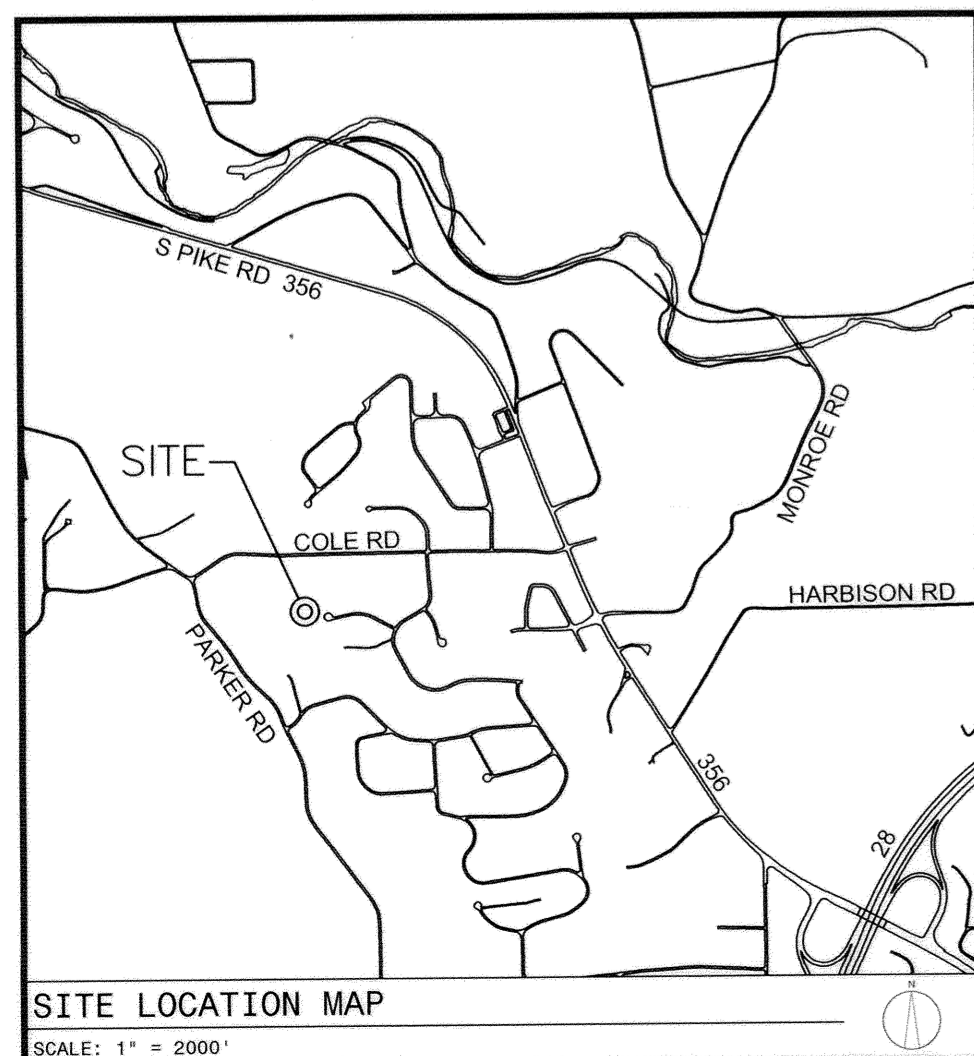 S PIKE RD 356
MONROE RD
SITE
COLE RD
HARBISON RD
PARKER RD
356
28
SITE LOCATION MAP
N
SCALE: 1" = 2000'